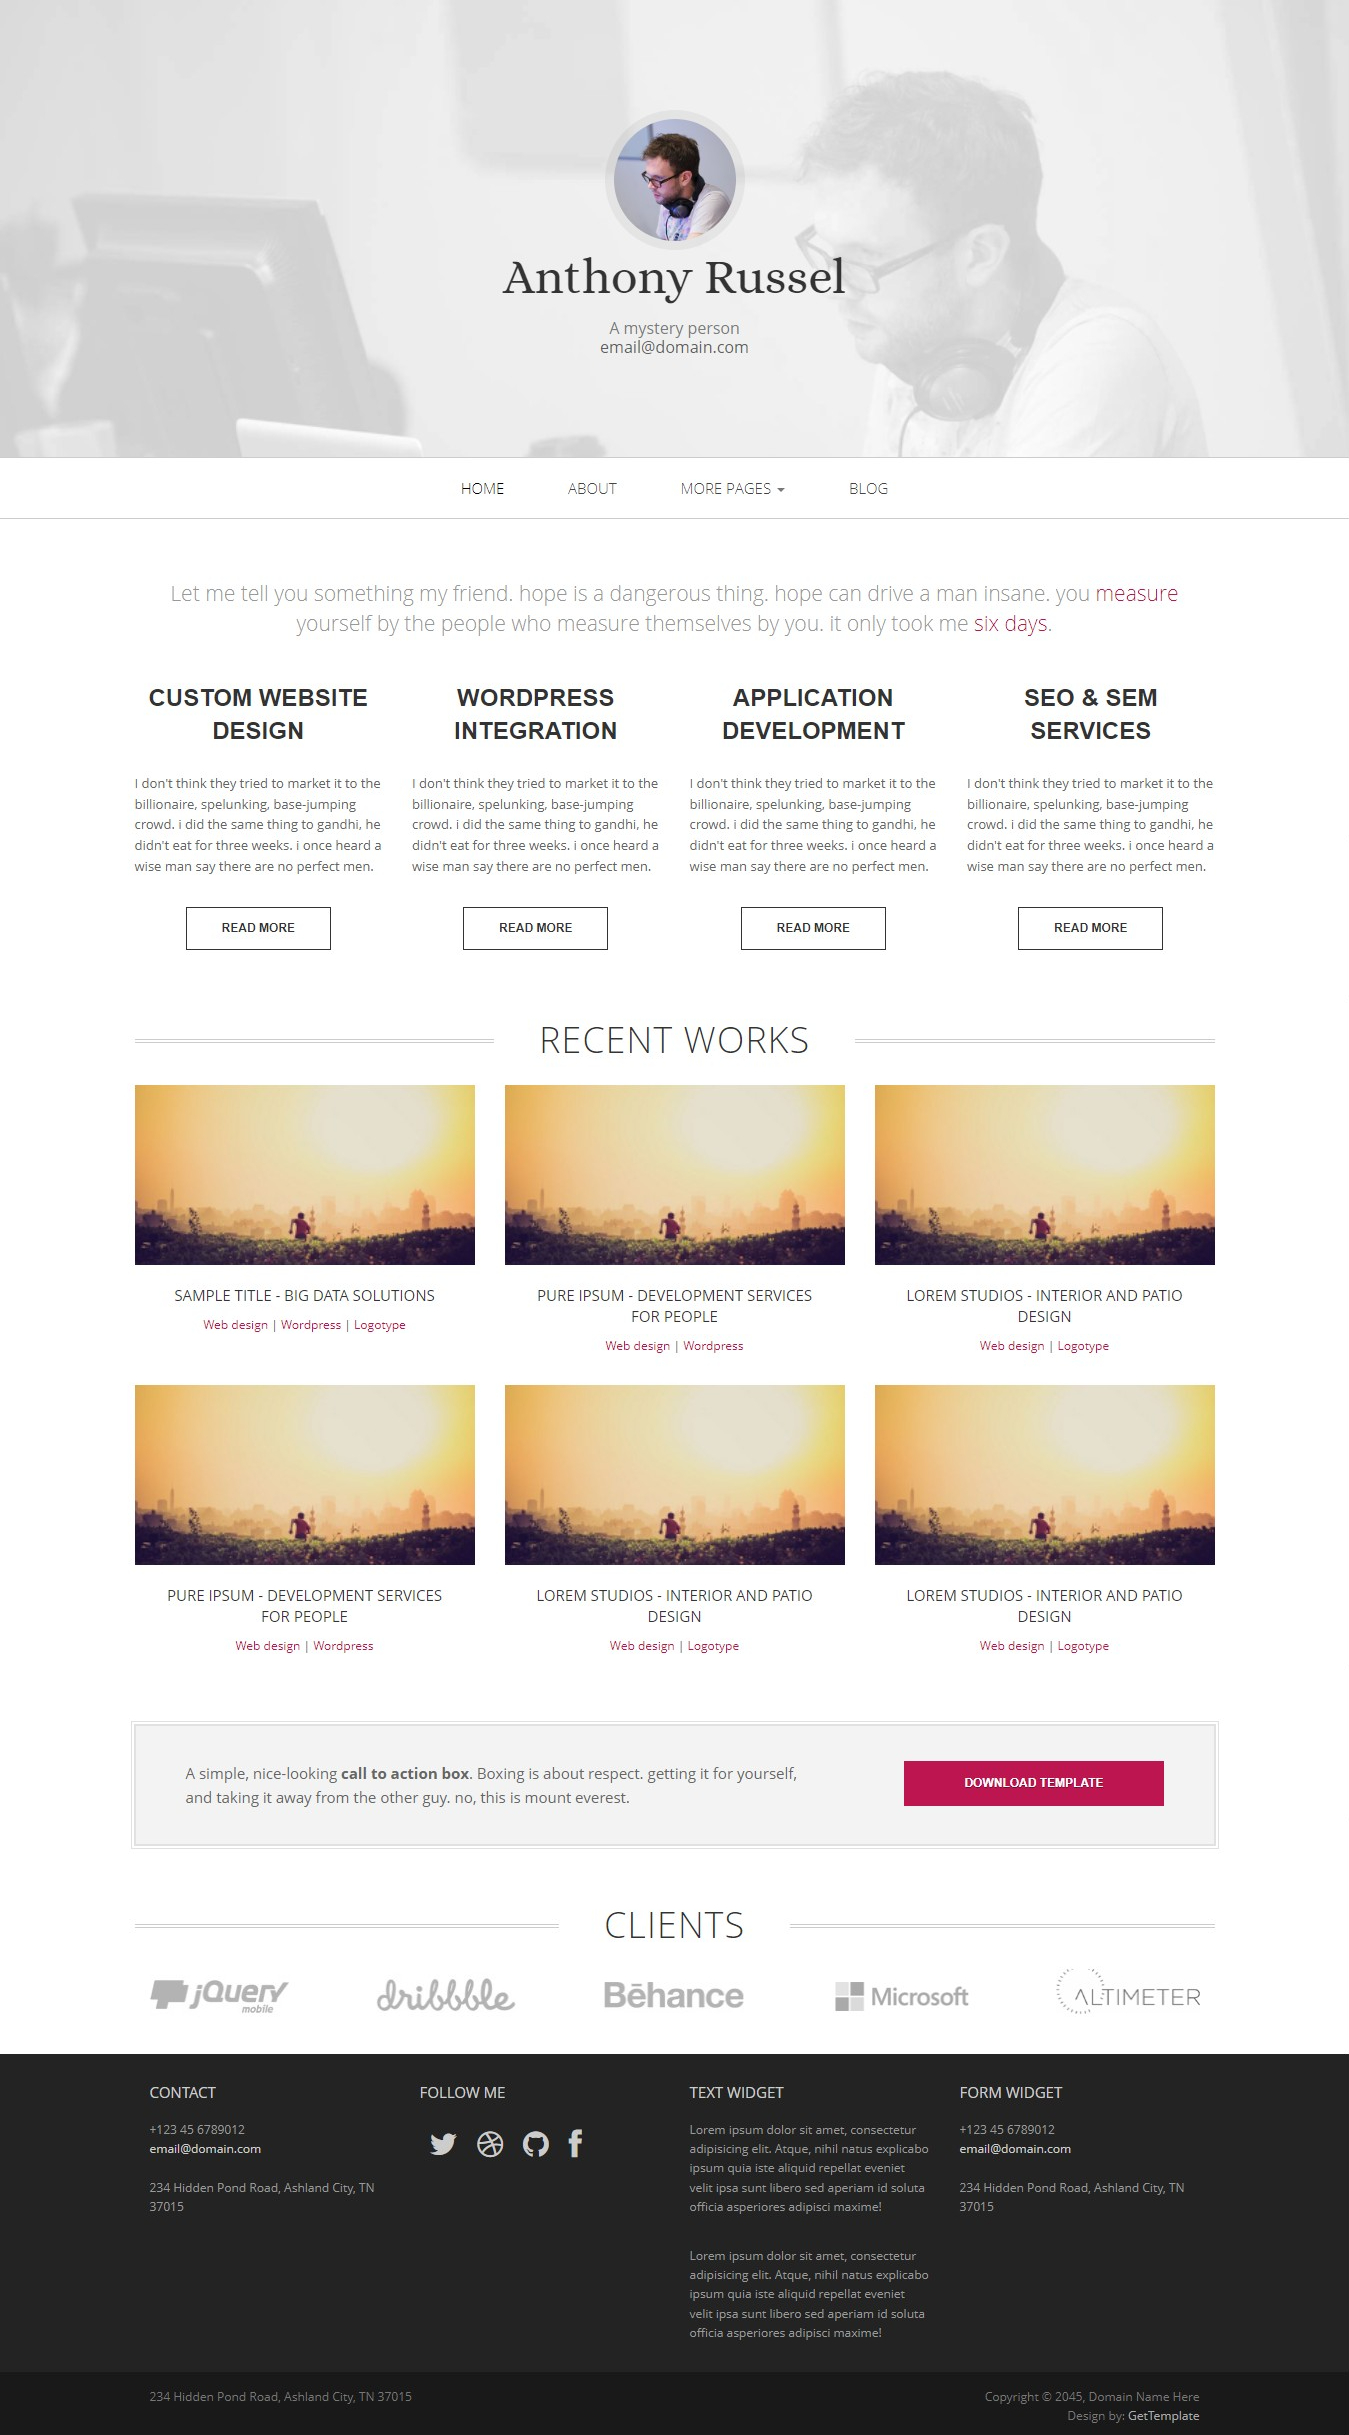 Anthony Russel
A mystery person
email@domain.com
HOME ABOUT MORE PAGES BLOG
Let me tell you something my friend. hope is a dangerous thing. hope can drive a man insane. you measure
yourself by the people who measure themselves by you. it only took me six days.
CUSTOM WEBSITE
DESIGN
I don't think they tried to market it to the
billionaire, spelunking, base-jumping
crowd. i did the same thing to gandhi, he
didn't eat for three weeks. i once heard a
wise man say there are no perfect men.
READ MORE
WORDPRESS
INTEGRATION
I don't think they tried to market it to the
billionaire, spelunking, base-jumping
crowd. i did the same thing to gandhi, he
didn't eat for three weeks. i once heard a
wise man say there are no perfect men.
READ MORE
APPLICATION
DEVELOPMENT
I don't think they tried to market it to the
billionaire, spelunking, base-jumping
crowd. i did the same thing to gandhi, he
didn't eat for three weeks. i once heard a
wise man say there are no perfect men.
READ MORE
SEO & SEM
SERVICES
I don't think they tried to market it to the
billionaire, spelunking, base-jumping
crowd. i did the same thing to gandhi, he
didn't eat for three weeks. i once heard a
wise man say there are no perfect men.
READ MORE
RECENT WORKS
SAMPLE TITLE - BIG DATA SOLUTIONS
Web design | Wordpress | Logotype
PURE IPSUM - DEVELOPMENT SERVICES
FOR PEOPLE
Web design | Wordpress
LOREM STUDIOS - INTERIOR AND PATIO
DESIGN
Web design | Logotype
PURE IPSUM - DEVELOPMENT SERVICES
FOR PEOPLE
Web design | Wordpress
LOREM STUDIOS - INTERIOR AND PATIO
DESIGN
Web design | Logotype
LOREM STUDIOS - INTERIOR AND PATIO
DESIGN
Web design | Logotype
A simple, nice-looking call to action box. Boxing is about respect. getting it for yourself,
and taking it away from the other guy. no, this is mount everest.
DOWNLOAD TEMPLATE
CLIENTS
jQuery
mobile
dribbble
Bēhance
Microsoft
ALTIMETER
CONTACT
+123 45 6789012
email@domain.com
234 Hidden Pond Road, Ashland City, TN
37015
FOLLOW ME
TEXT WIDGET
Lorem ipsum dolor sit amet, consectetur
adipisicing elit. Atque, nihil natus explicabo
ipsum quia iste aliquid repellat eveniet
velit ipsa sunt libero sed aperiam id soluta
officia asperiores adipisci maxime!
Lorem ipsum dolor sit amet, consectetur
adipisicing elit. Atque, nihil natus explicabo
ipsum quia iste aliquid repellat eveniet
velit ipsa sunt libero sed aperiam id soluta
officia asperiores adipisci maxime!
FORM WIDGET
+123 45 6789012
email@domain.com
234 Hidden Pond Road, Ashland City, TN
37015
234 Hidden Pond Road, Ashland City, TN 37015
Copyright © 2045, Domain Name Here
Design by: GetTemplate